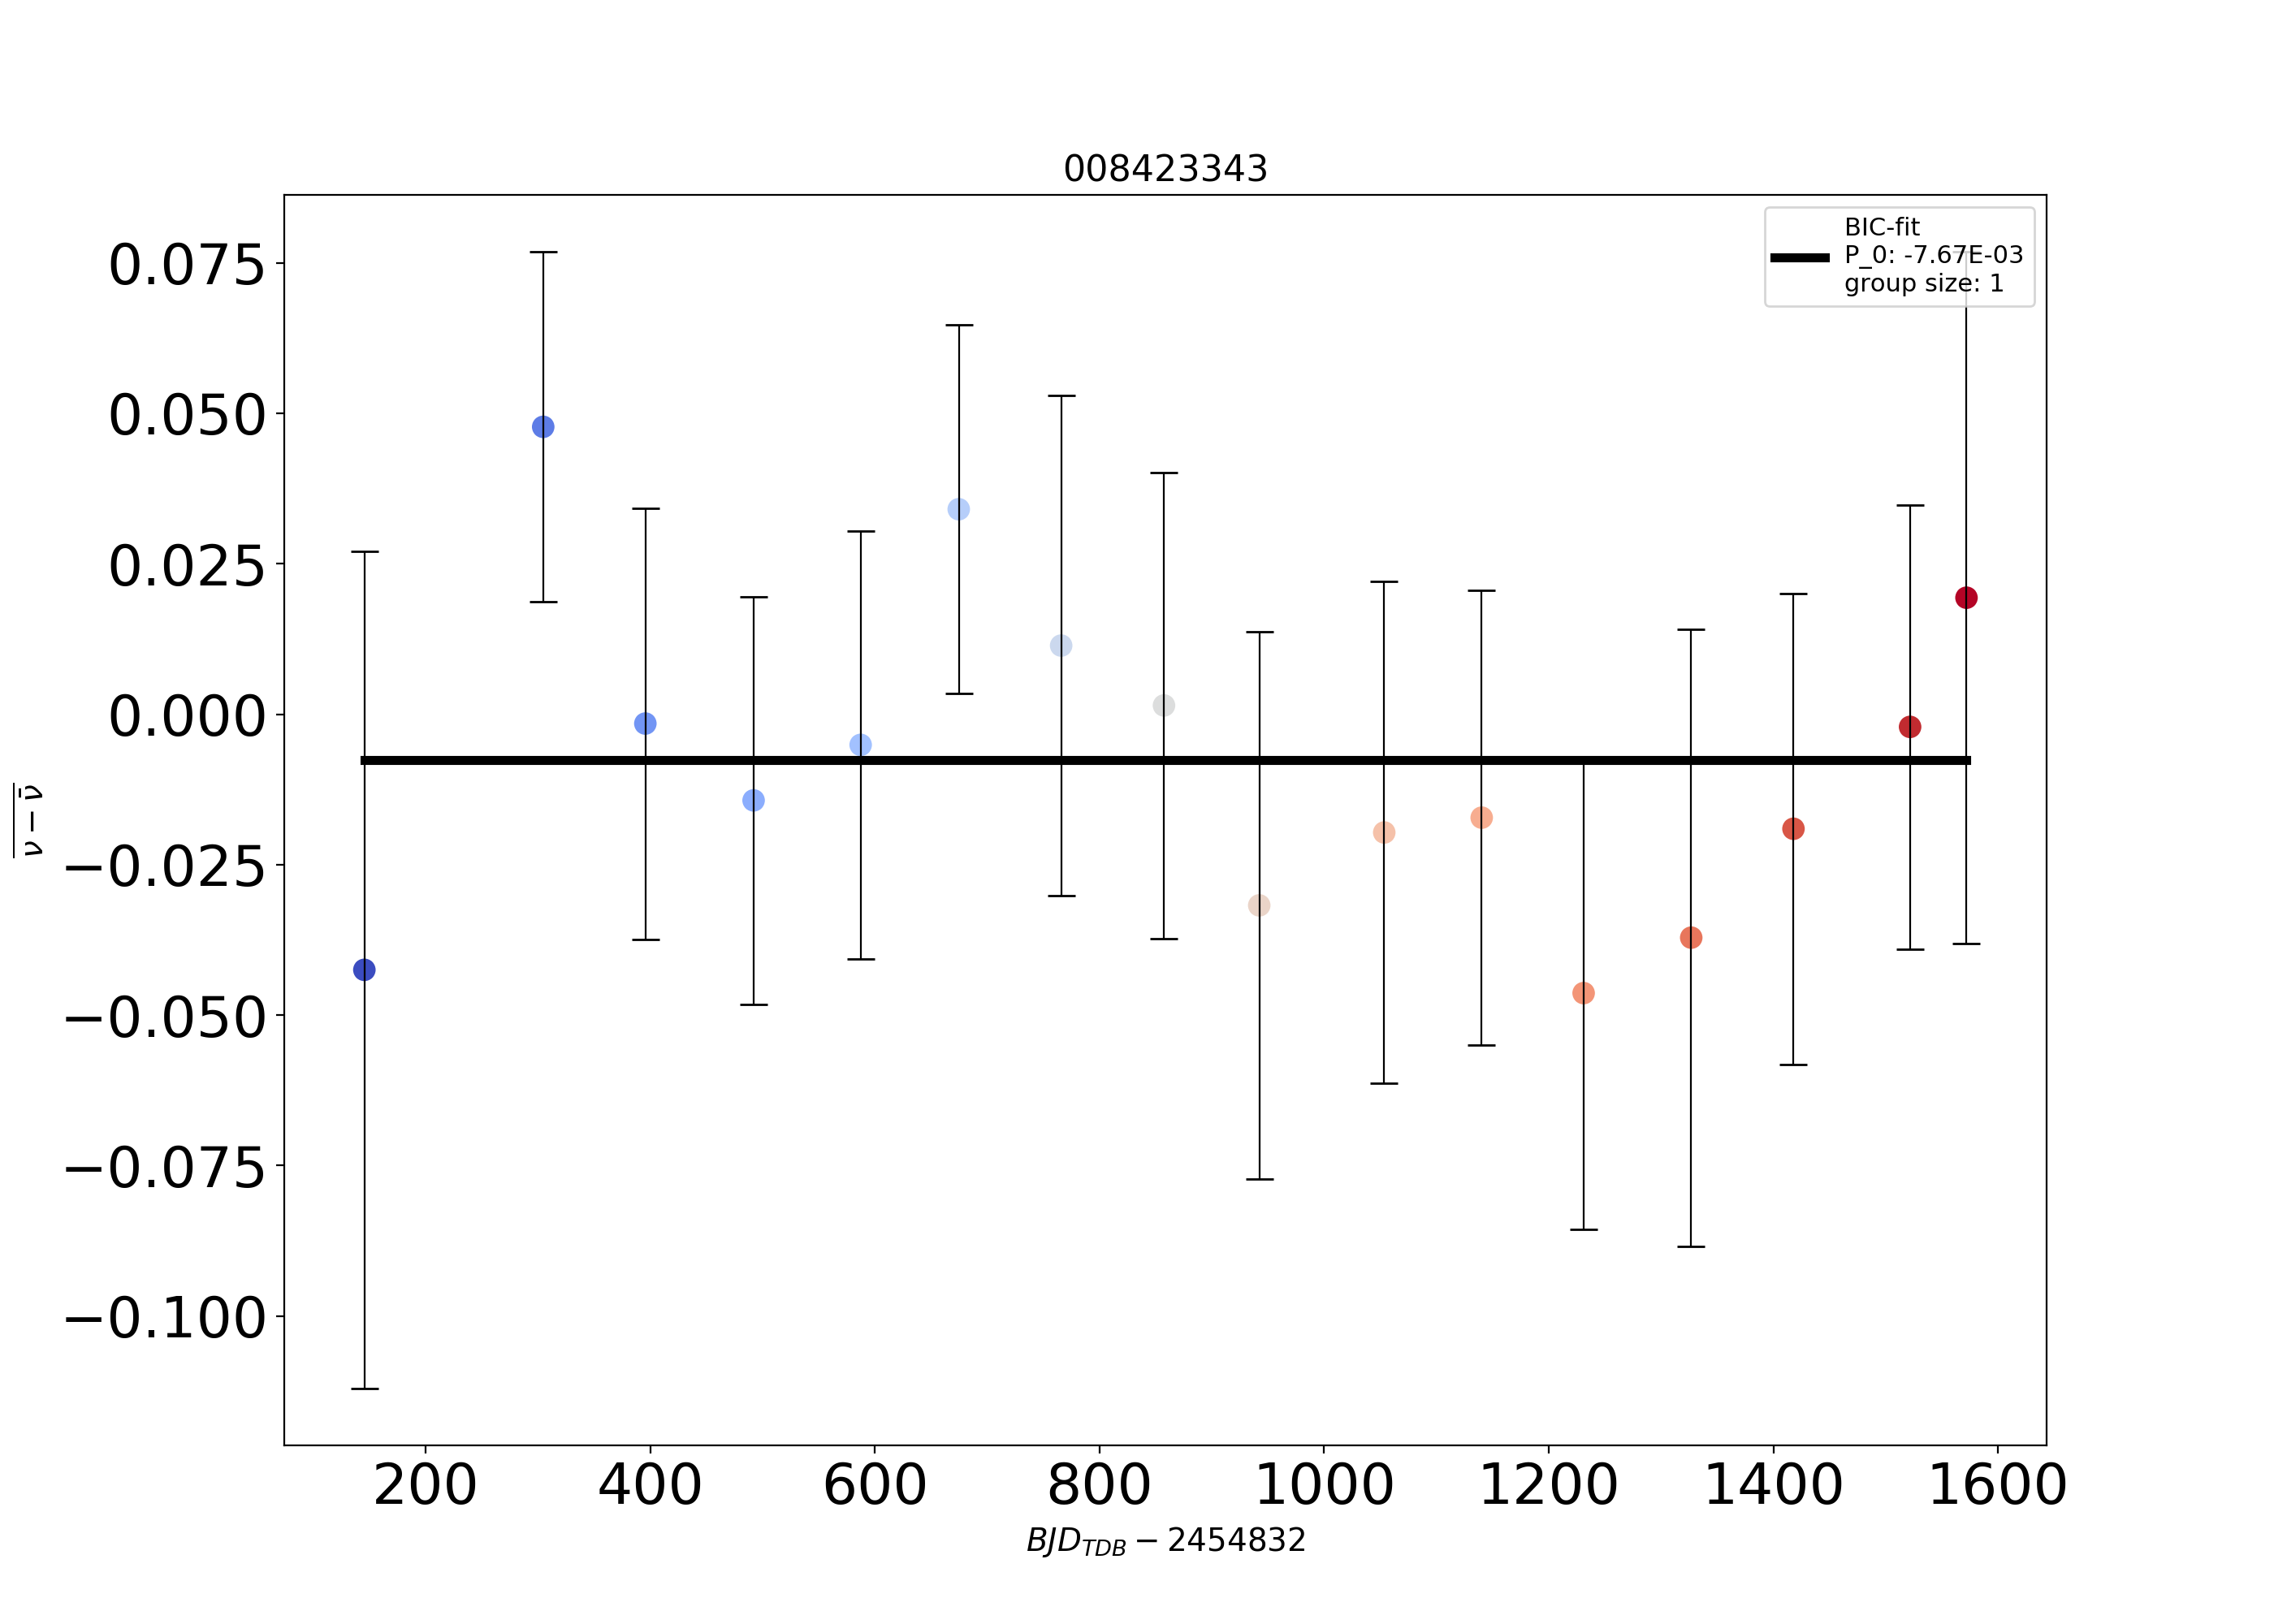 008423343
BIC-fit
P_0: -7.67E-03
group size: 1
0.075
0.050
0.025
0.000
−0.025
−0.050
−0.075
−0.100
ν − ν̄
200 400 600 800 1000 1200 1400 1600
BJD_TDB − 2454832